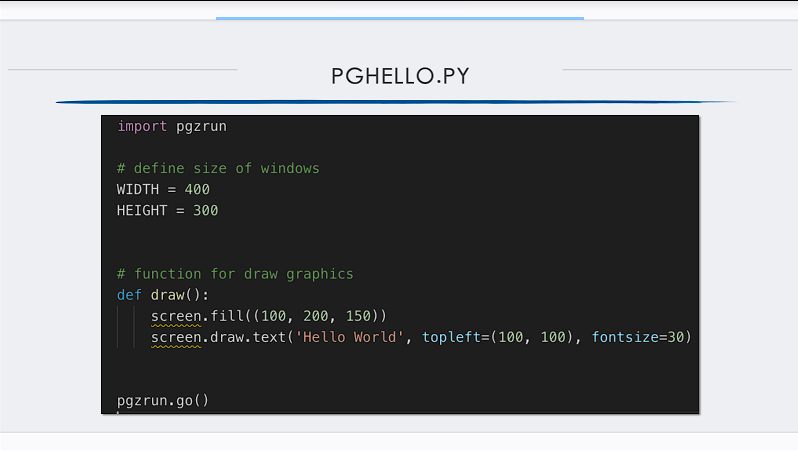 PGHELLO.PY
import pgzrun
# define size of windows
WIDTH = 400
HEIGHT = 300
# function for draw graphics
def draw():
screen.fill((100, 200, 150))
screen.draw.text('Hello World', topleft=(100, 100), fontsize=30)
pgzrun.go()